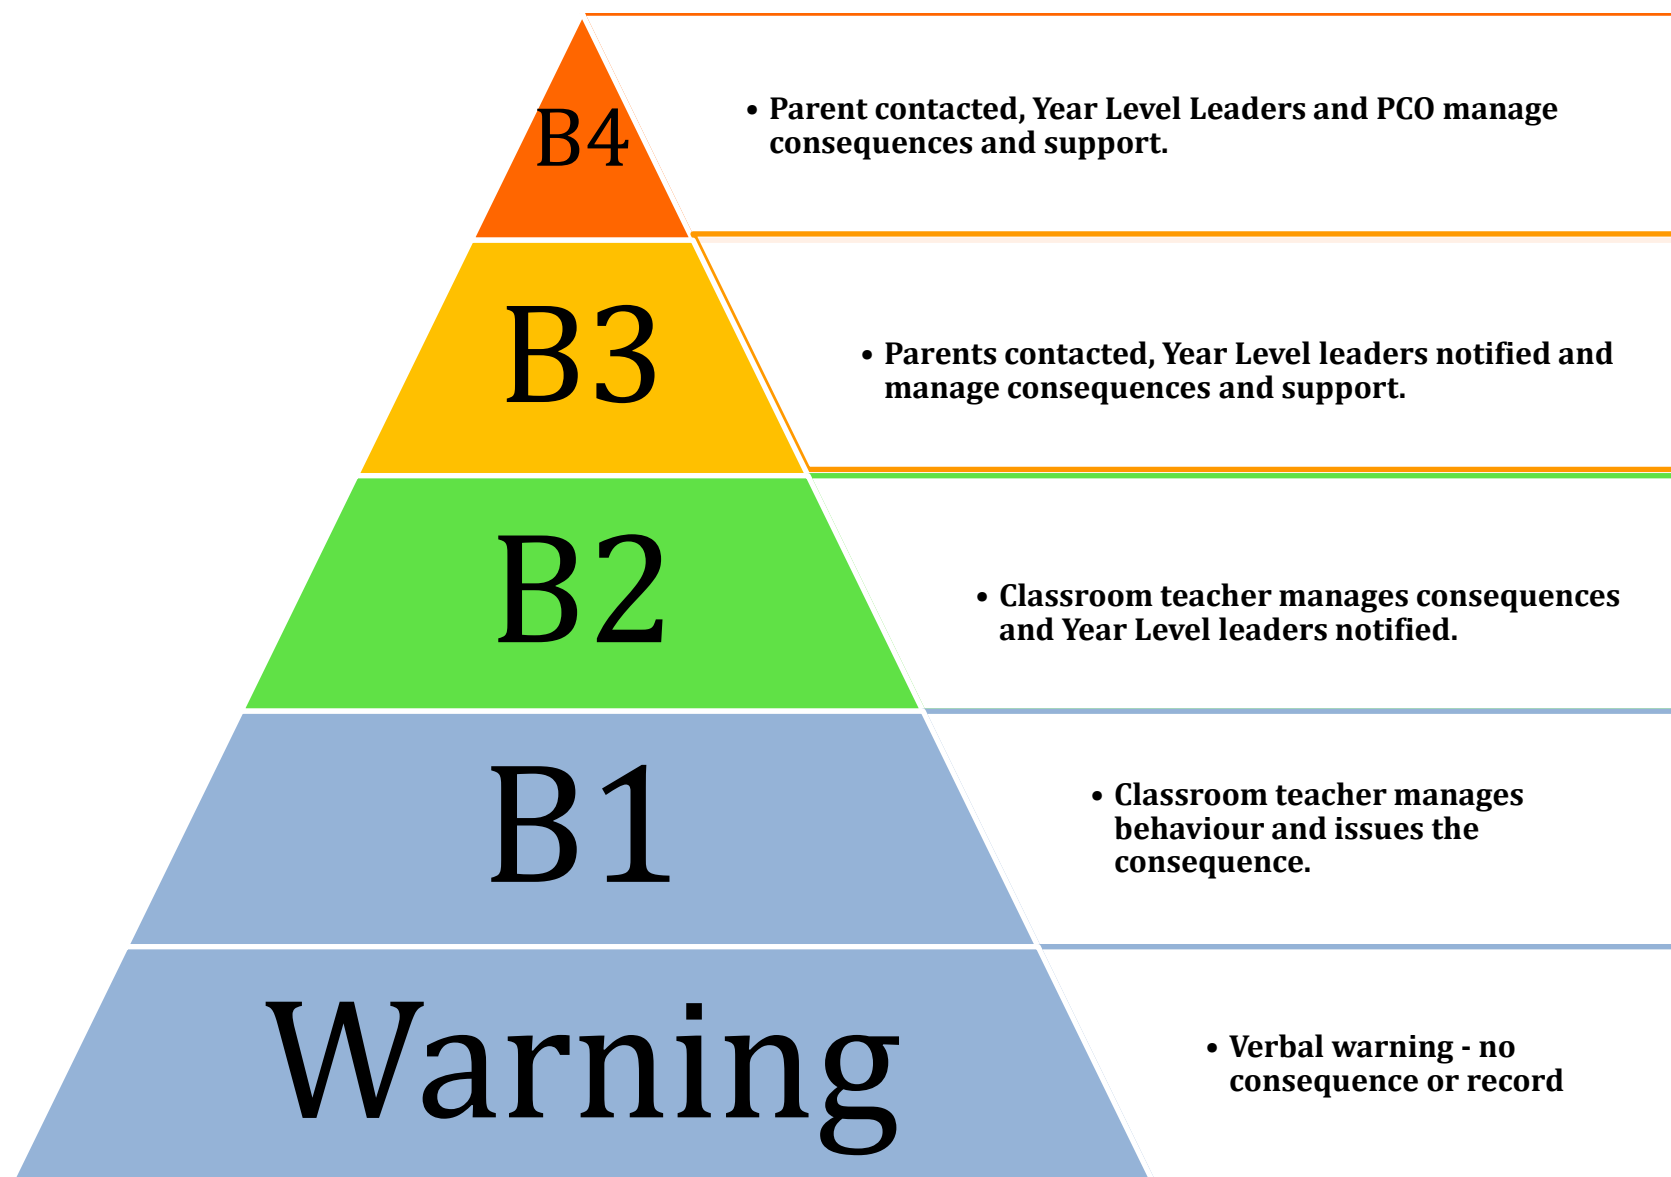 B4
• Parent contacted, Year Level Leaders and PCO manage
consequences and support.
B3
• Parents contacted, Year Level leaders notified and
manage consequences and support.
B2
• Classroom teacher manages consequences
and Year Level leaders notified.
B1
• Classroom teacher manages
behaviour and issues the
consequence.
Warning
• Verbal warning - no
consequence or record